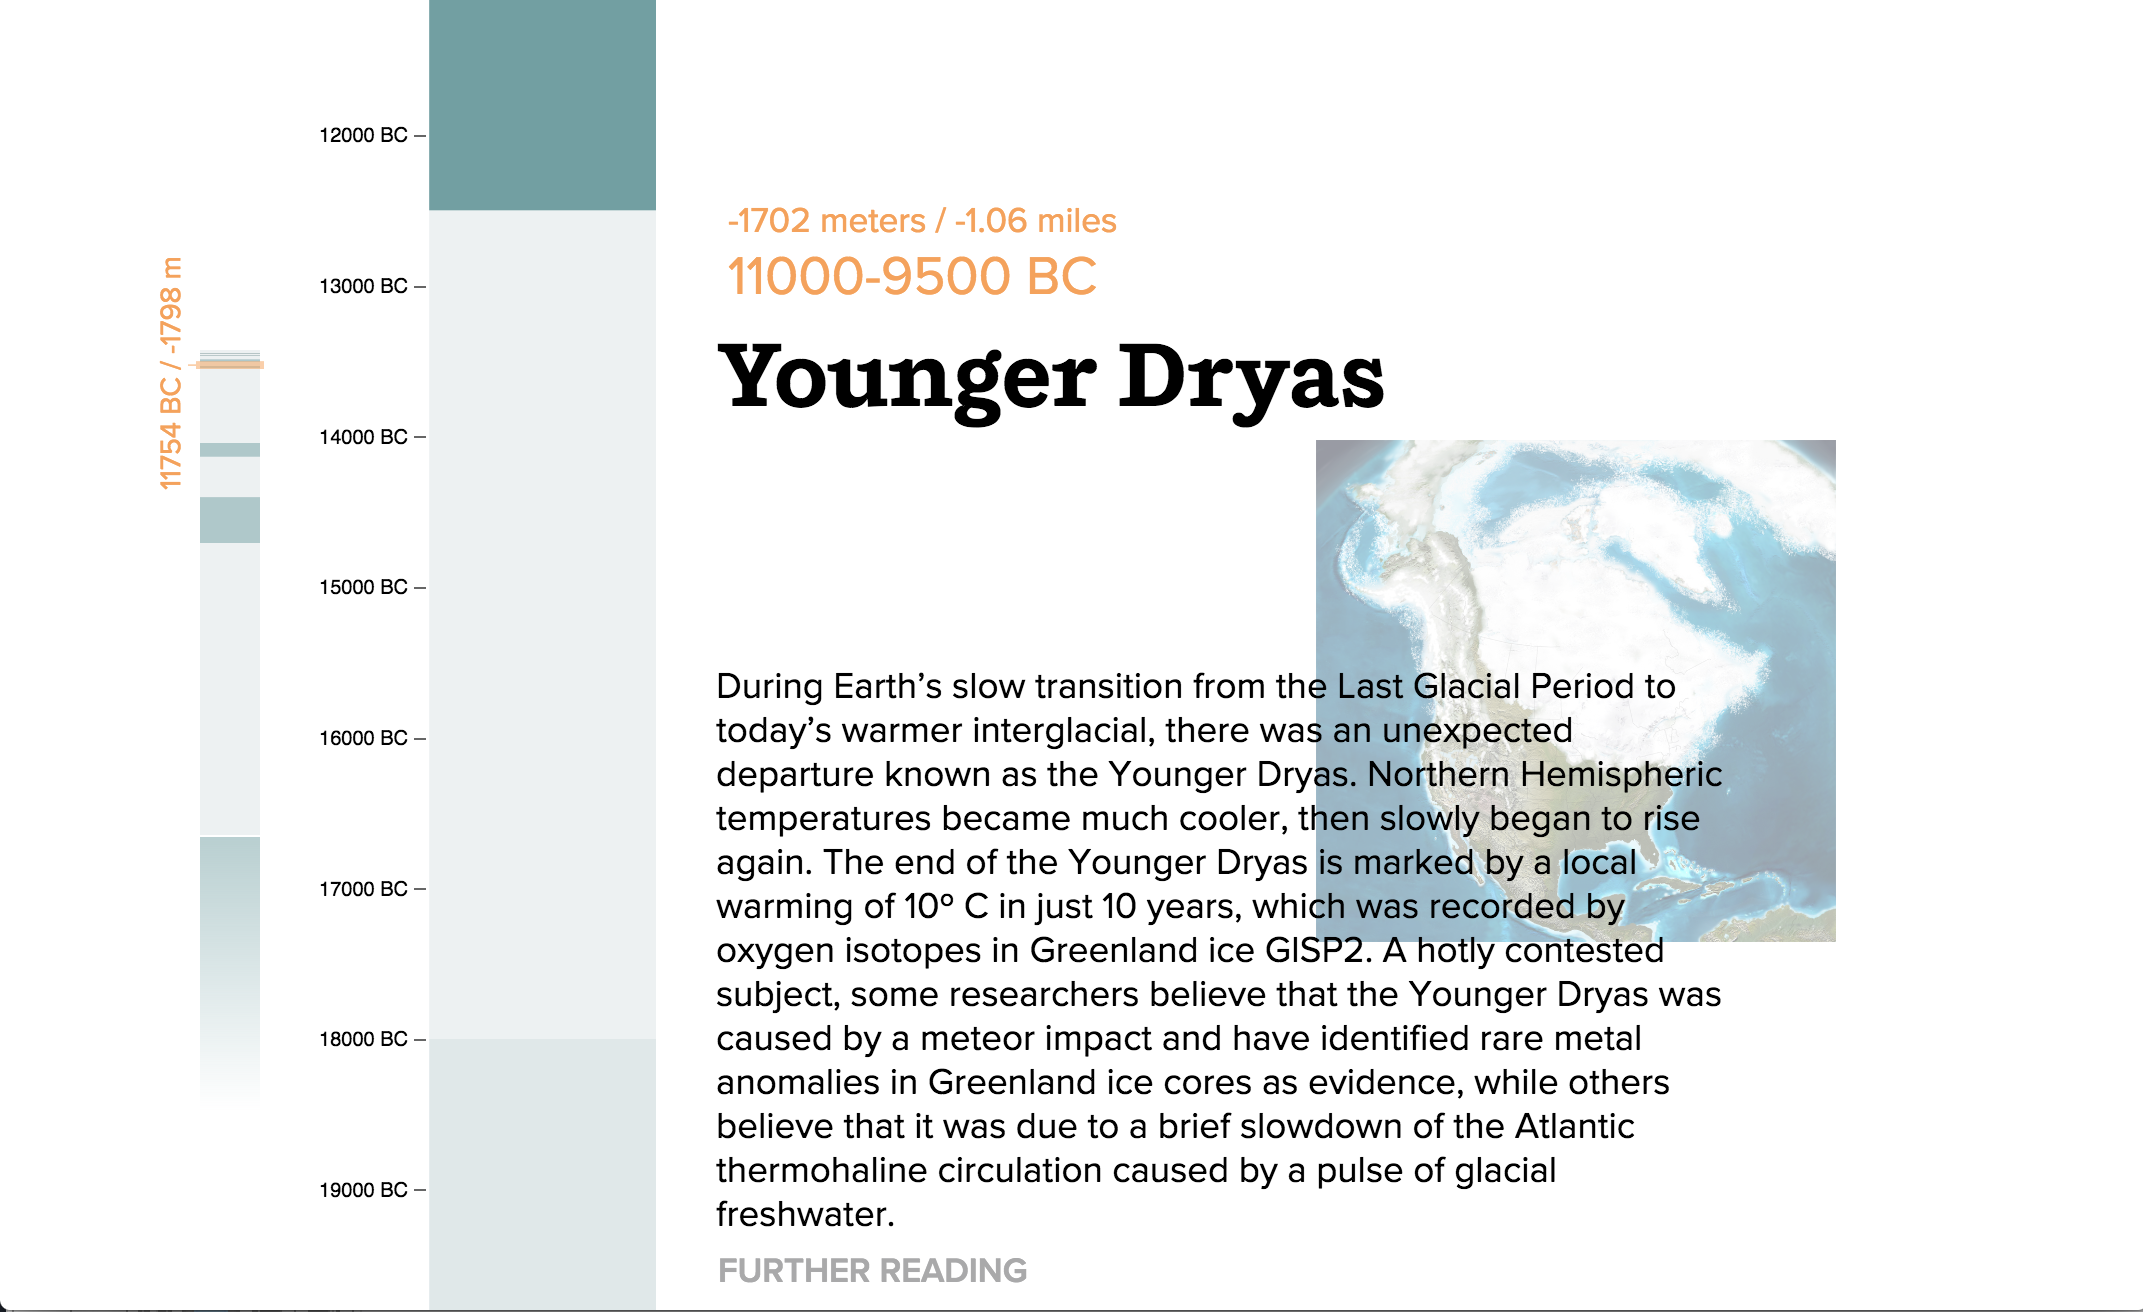 12000 BC
13000 BC
14000 BC
15000 BC
16000 BC
17000 BC
18000 BC
19000 BC
11754 BC / -1798 m
-1702 meters / -1.06 miles
11000-9500 BC
Younger Dryas
During Earth’s slow transition from the Last Glacial Period to
today’s warmer interglacial, there was an unexpected
departure known as the Younger Dryas. Northern Hemispheric
temperatures became much cooler, then slowly began to rise
again. The end of the Younger Dryas is marked by a local
warming of 10º C in just 10 years, which was recorded by
oxygen isotopes in Greenland ice GISP2. A hotly contested
subject, some researchers believe that the Younger Dryas was
caused by a meteor impact and have identified rare metal
anomalies in Greenland ice cores as evidence, while others
believe that it was due to a brief slowdown of the Atlantic
thermohaline circulation caused by a pulse of glacial
freshwater.
FURTHER READING